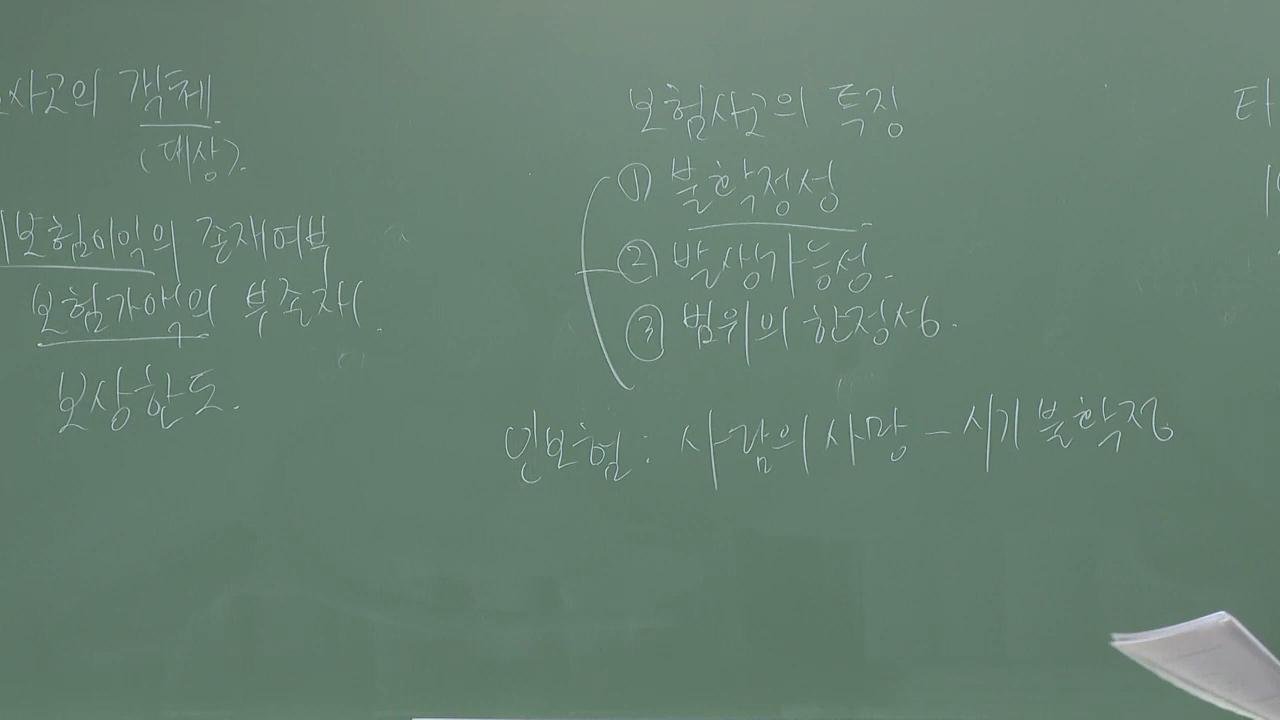 사고의 객체
(대상).
보험이익의 존재여부
보험가액의 부존재.
보상한도.
보험사고의 특징
① 불확정성
② 발생가능성.
③ 범위의 한정성.
인보험: 사람의 사망 - 시기 불확정
타